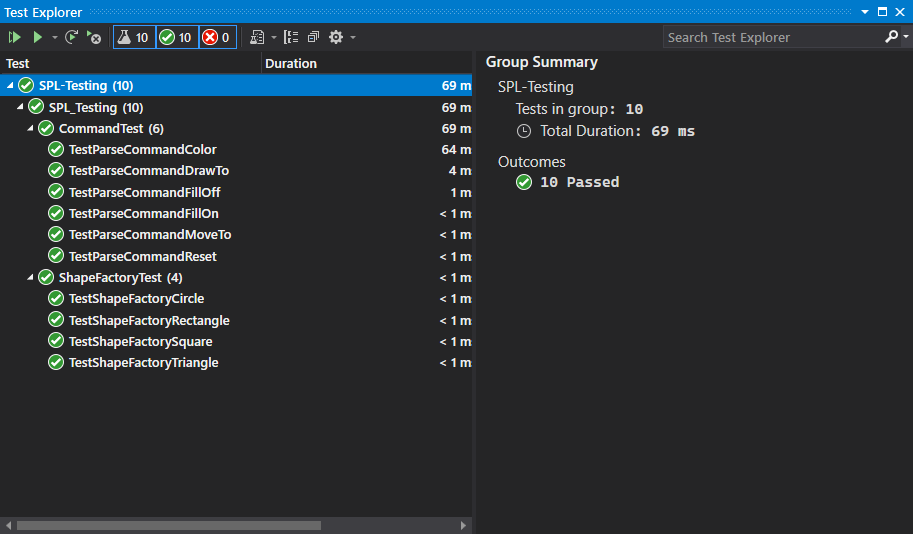 Test Explorer
10 10 0 Search Test Explorer
Test Duration
SPL-Testing (10) 69 m
SPL_Testing (10) 69 m
CommandTest (6) 69 m
TestParseCommandColor 64 m
TestParseCommandDrawTo 4 m
TestParseCommandFillOff 1 m
TestParseCommandFillOn < 1 m
TestParseCommandMoveTo < 1 m
TestParseCommandReset < 1 m
ShapeFactoryTest (4) < 1 m
TestShapeFactoryCircle < 1 m
TestShapeFactoryRectangle < 1 m
TestShapeFactorySquare < 1 m
TestShapeFactoryTriangle < 1 m
Group Summary
SPL-Testing
Tests in group: 10
Total Duration: 69 ms
Outcomes
10 Passed